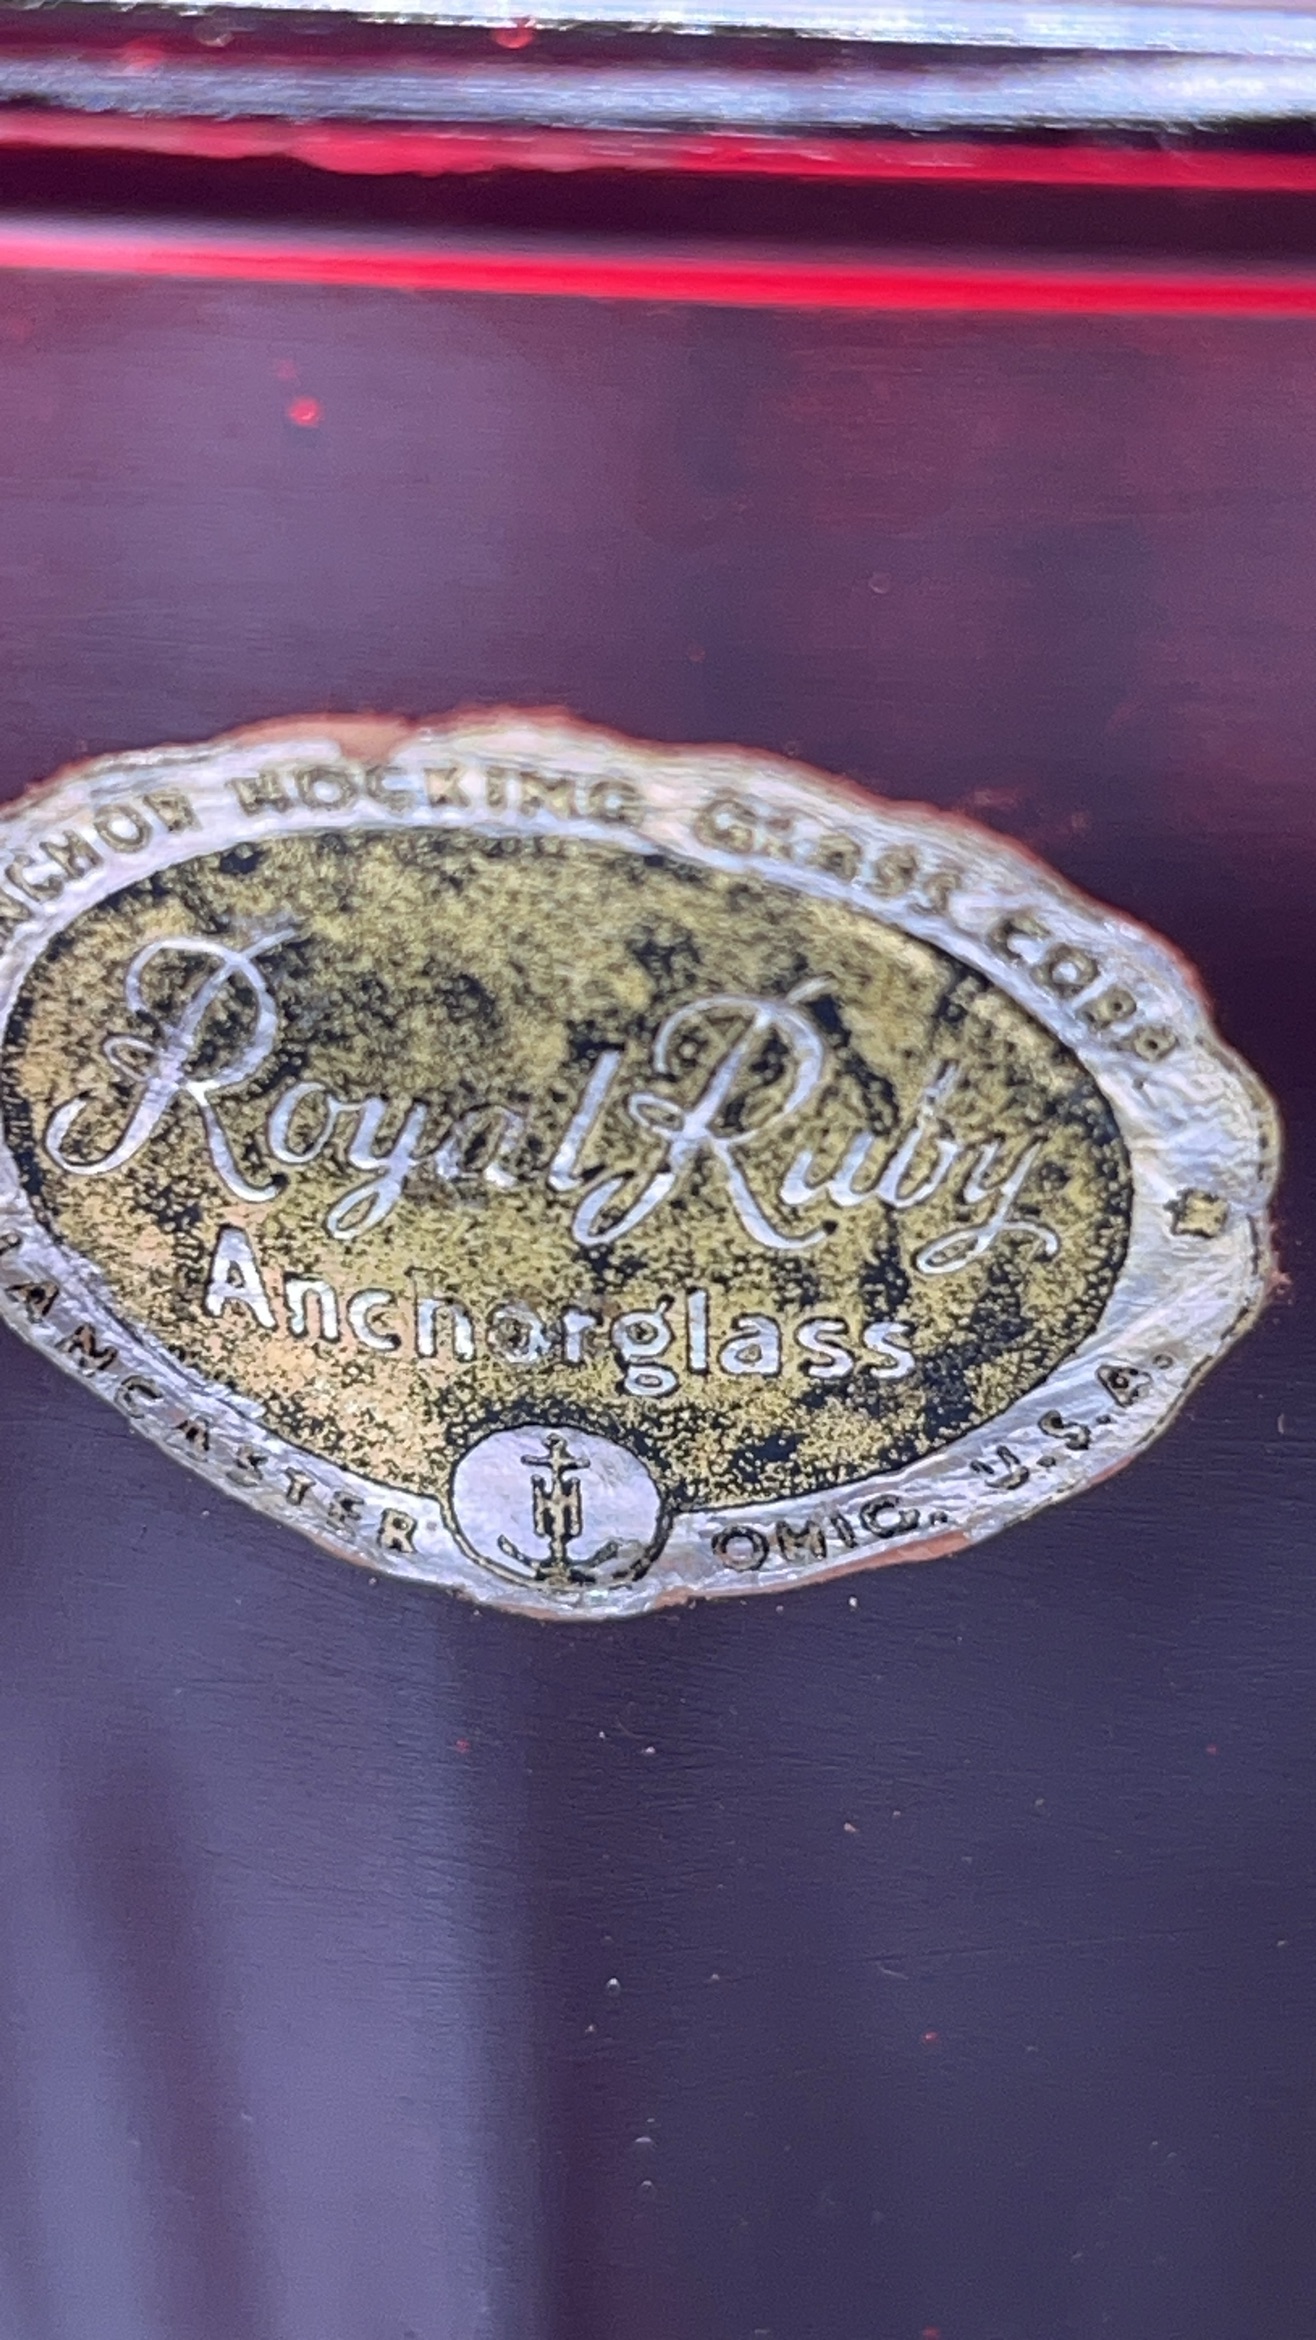 ANCHOR HOCKING GLASS CORP.
Royal Ruby
Anchorglass
LANCASTER OHIO. U.S.A.